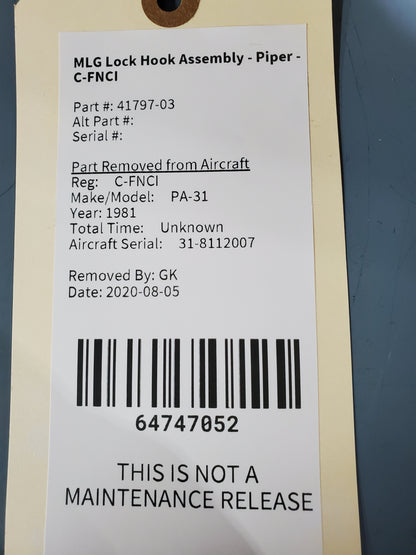 MLG Lock Hook Assembly - Piper -
C-FNCI
Part #: 41797-03
Alt Part #:
Serial #:
Part Removed from Aircraft
Reg: C-FNCI
Make/Model: PA-31
Year: 1981
Total Time: Unknown
Aircraft Serial: 31-8112007
Removed By: GK
Date: 2020-08-05
64747052
THIS IS NOT A
MAINTENANCE RELEASE